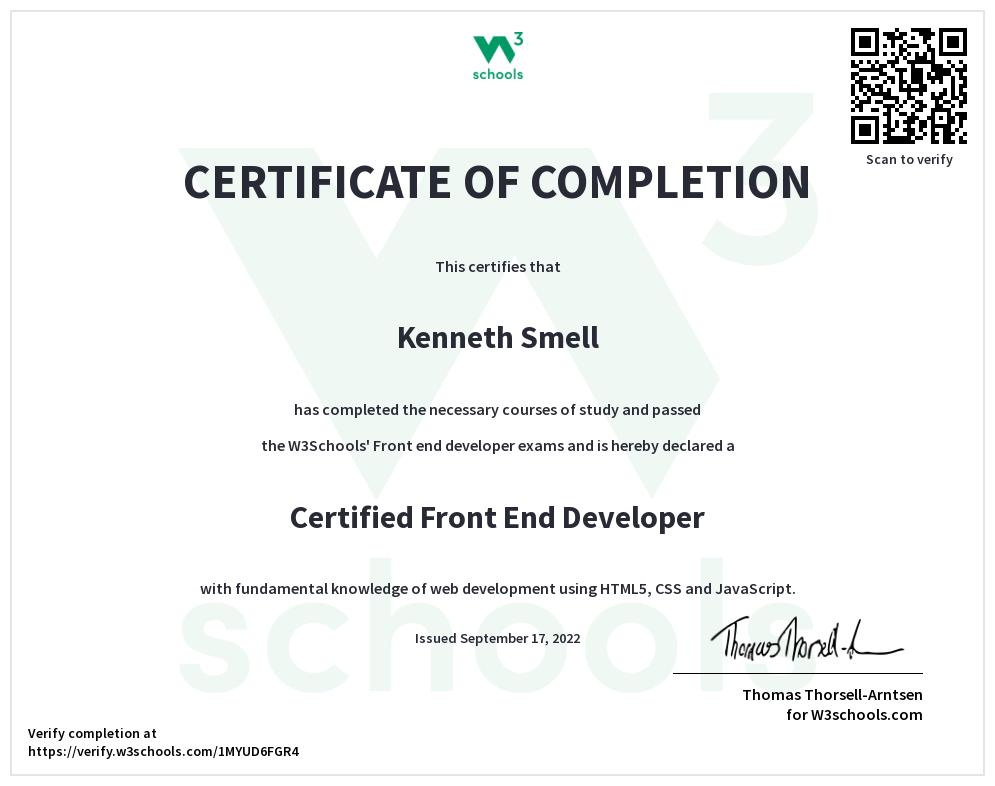 W3
schools
Scan to verify
CERTIFICATE OF COMPLETION
This certifies that
Kenneth Smell
has completed the necessary courses of study and passed
the W3Schools' Front end developer exams and is hereby declared a
Certified Front End Developer
with fundamental knowledge of web development using HTML5, CSS and JavaScript.
Issued September 17, 2022
Thomas Thorsell-A
Thomas Thorsell-Arntsen
for W3schools.com
Verify completion at
https://verify.w3schools.com/1MYUD6FGR4
W3
schools